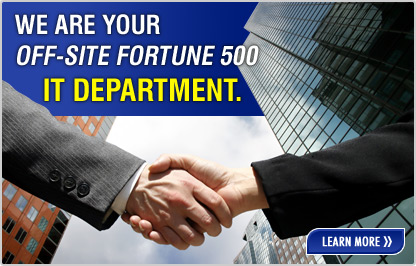 WE ARE YOUR
OFF-SITE FORTUNE 500
IT DEPARTMENT.
LEARN MORE »